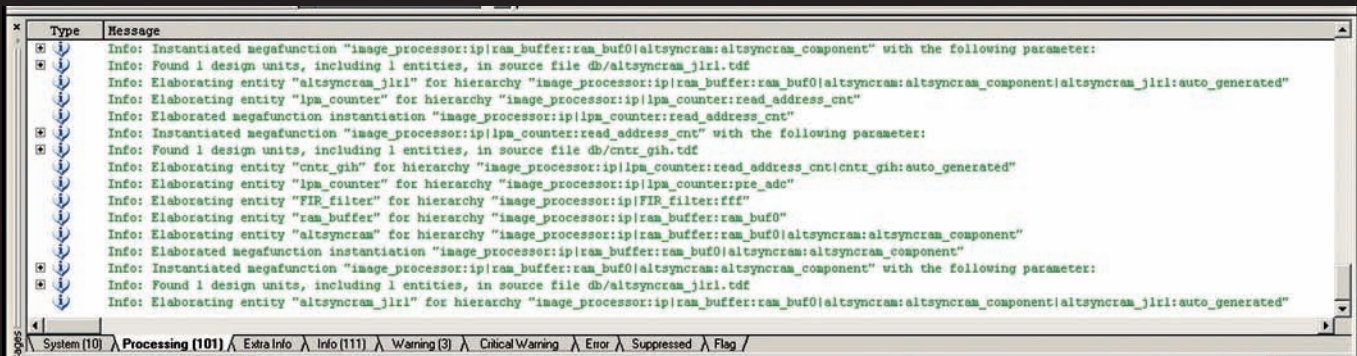 Type Message
Info: Instantiated megafunction "image_processor:ip|ram_buffer:ram_buf0|altsyncram:altsyncram_component" with the following parameter:
Info: Found 1 design units, including 1 entities, in source file db/altsyncram_jlrl.tdf
Info: Elaborating entity "altsyncram_jlrl" for hierarchy "image_processor:ip|ram_buffer:ram_buf0|altsyncram:altsyncram_component|altsyncram_jlrl:auto_generated"
Info: Elaborating entity "lpm_counter" for hierarchy "image_processor:ip|lpm_counter:read_address_cnt"
Info: Elaborated megafunction instantiation "image_processor:ip|lpm_counter:read_address_cnt"
Info: Instantiated megafunction "image_processor:ip|lpm_counter:read_address_cnt" with the following parameter:
Info: Found 1 design units, including 1 entities, in source file db/cntr_gih.tdf
Info: Elaborating entity "cntr_gih" for hierarchy "image_processor:ip|lpm_counter:read_address_cnt|cntr_gih:auto_generated"
Info: Elaborating entity "lpm_counter" for hierarchy "image_processor:ip|lpm_counter:pre_adc"
Info: Elaborating entity "FIR_filter" for hierarchy "image_processor:ip|FIR_filter:fff"
Info: Elaborating entity "ram_buffer" for hierarchy "image_processor:ip|ram_buffer:ram_buf0"
Info: Elaborating entity "altsyncram" for hierarchy "image_processor:ip|ram_buffer:ram_buf0|altsyncram:altsyncram_component"
Info: Elaborated megafunction instantiation "image_processor:ip|ram_buffer:ram_buf0|altsyncram:altsyncram_component"
Info: Instantiated megafunction "image_processor:ip|ram_buffer:ram_buf0|altsyncram:altsyncram_component" with the following parameter:
Info: Found 1 design units, including 1 entities, in source file db/altsyncram_jlrl.tdf
Info: Elaborating entity "altsyncram_jlrl" for hierarchy "image_processor:ip|ram_buffer:ram_buf0|altsyncram:altsyncram_component|altsyncram_jlrl:auto_generated"
System (10) Processing (101) Extra Info Info (111) Warning (3) Critical Warning Error Suppressed Flag